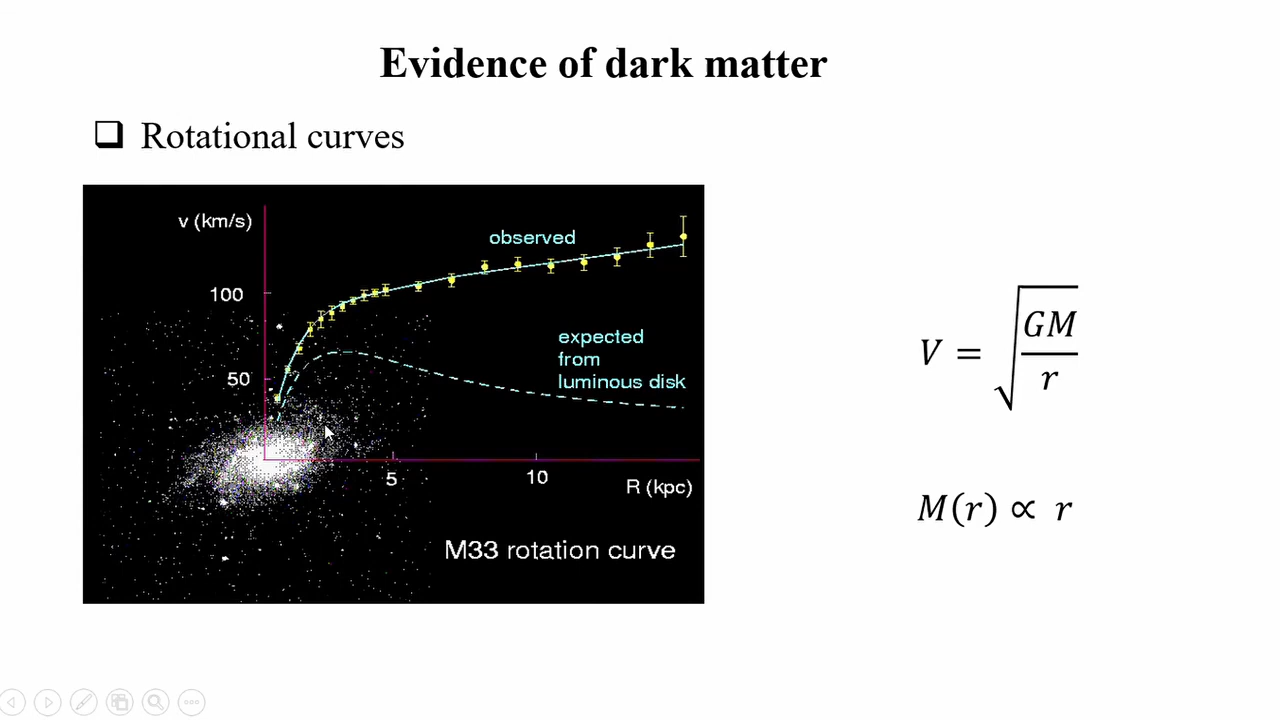 Evidence of dark matter
❑ Rotational curves
v (km/s)
observed
100
expected
from
luminous disk
50
5
10
R (kpc)
M33 rotation curve
V = √(GM/r)
M(r) ∝ r